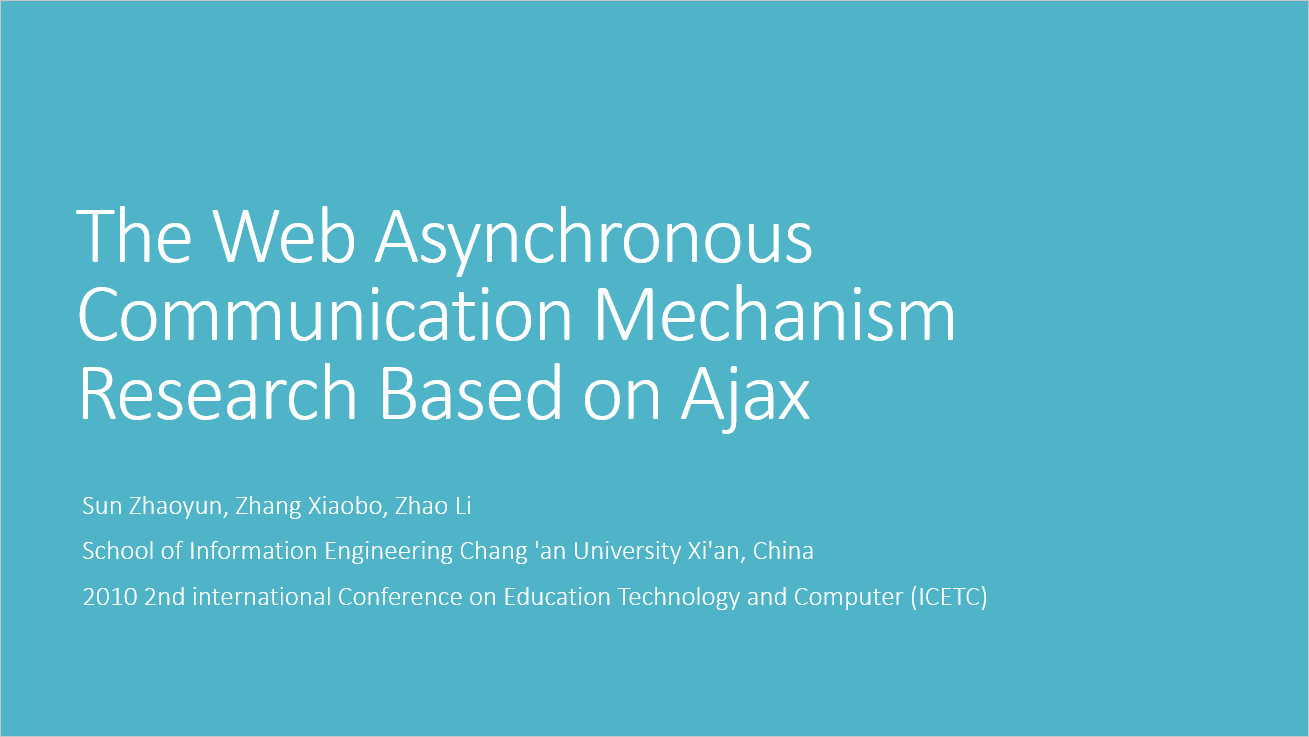 The Web Asynchronous
Communication Mechanism
Research Based on Ajax
Sun Zhaoyun, Zhang Xiaobo, Zhao Li
School of Information Engineering Chang 'an University Xi'an, China
2010 2nd international Conference on Education Technology and Computer (ICETC)